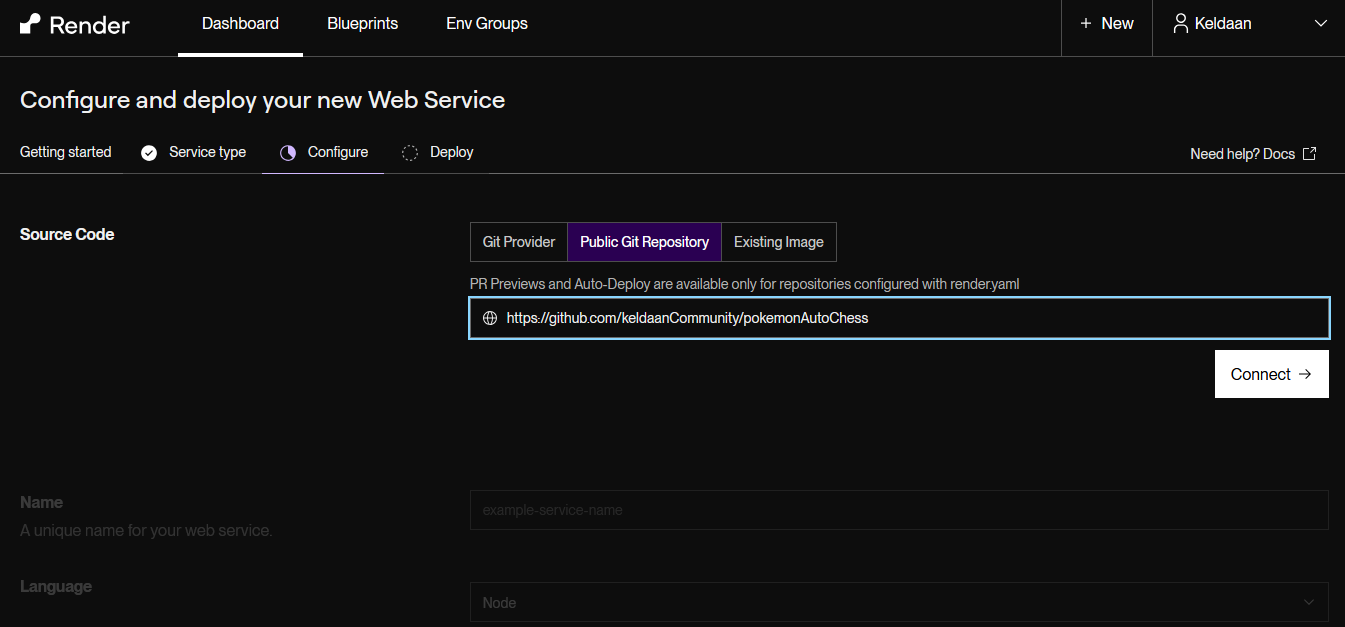 Render Dashboard Blueprints Env Groups + New Keldaan
Configure and deploy your new Web Service
Getting started Service type Configure Deploy Need help? Docs
Source Code Git Provider Public Git Repository Existing Image
PR Previews and Auto-Deploy are available only for repositories configured with render.yaml
https://github.com/keldaanCommunity/pokemonAutoChess
Connect →
Name
example-service-name
A unique name for your web service.
Language
Node